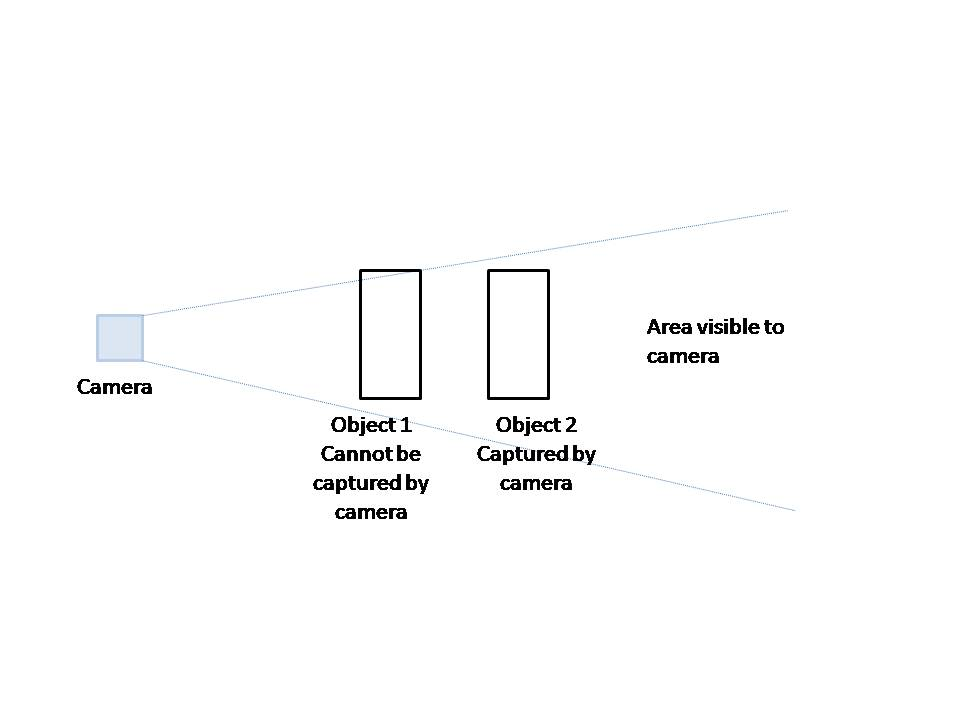 Area visible to
camera
Camera
Object 1
Cannot be
captured by
camera
Object 2
Captured by
camera